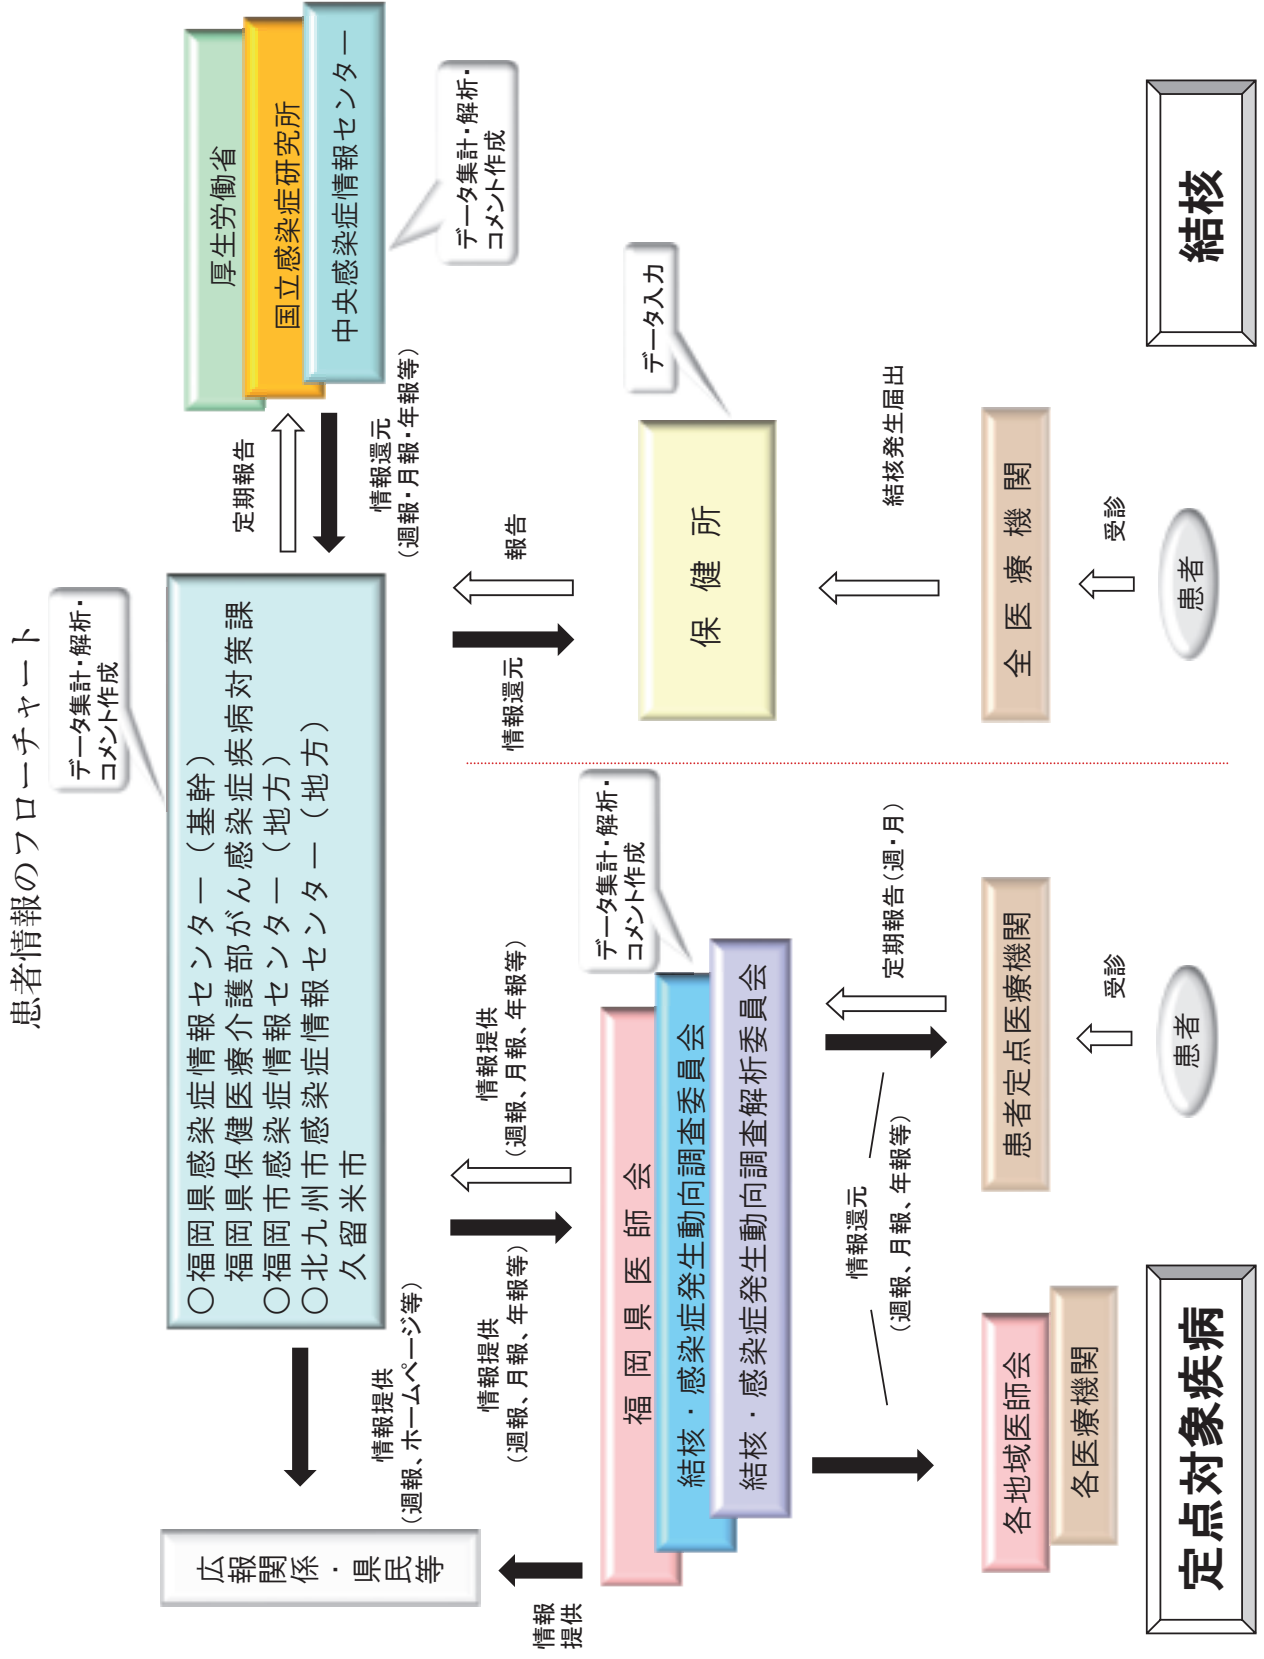 患者情報のフローチャート
データ集計・解析・
コメント作成
○福岡県感染症情報センター（基幹）
福岡県保健医療介護部がん感染症疾病対策課
○福岡市感染症情報センター（地方）
○北九州市感染症情報センター（地方）
久留米市
厚生労働省
国立感染症研究所
中央感染症情報センター
データ集計・解析・
コメント作成
定期報告
情報還元
（週報・月報・年報等）
広報関係・県民等
情報提供
（週報、ホームページ等）
情報提供
（週報、月報、年報等）
情報提供
（週報、月報、年報等）
情報還元
報告
情報
提供
福岡県医師会
結核・感染症発生動向調査委員会
結核・感染症発生動向調査解析委員会
データ集計・解析・
コメント作成
保健所
データ入力
情報還元
（週報、月報、年報等）
定期報告（週・月）
結核発生届出
各地域医師会
各医療機関
患者定点医療機関
全医療機関
受診
受診
患者
患者
定点対象疾病
結核